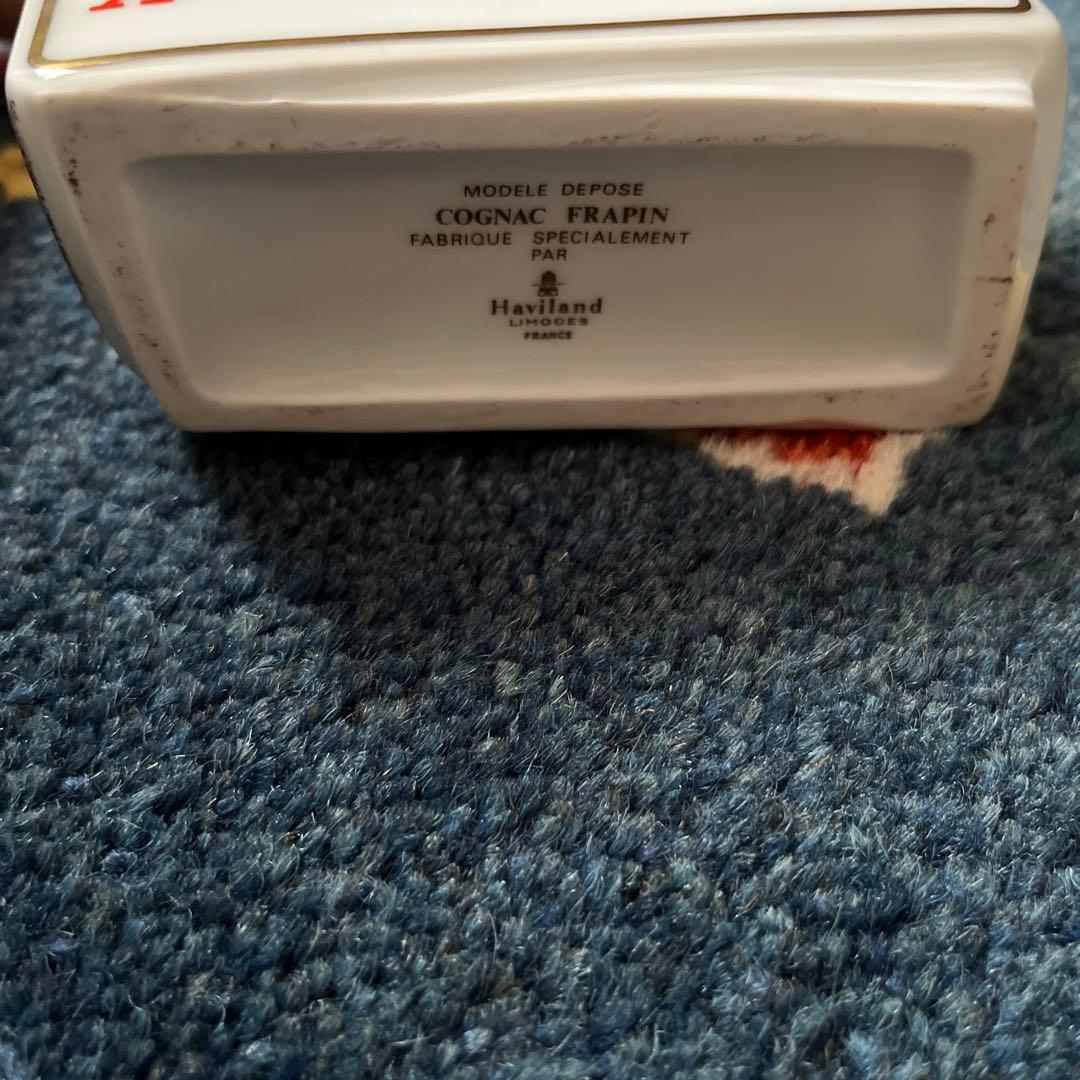 MODELE DEPOSE
COGNAC FRAPIN
FABRIQUE SPECIALEMENT
PAR
Haviland
LIMOGES
FRANCE